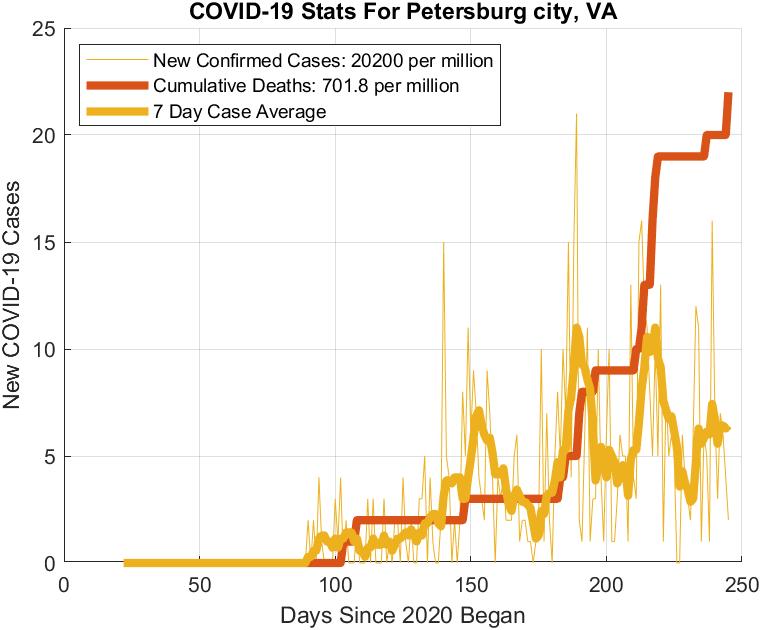 COVID-19 Stats For Petersburg city, VA
New Confirmed Cases: 20200 per million
Cumulative Deaths: 701.8 per million
7 Day Case Average
New COVID-19 Cases
25
20
15
10
5
0
0 50 100 150 200 250
Days Since 2020 Began